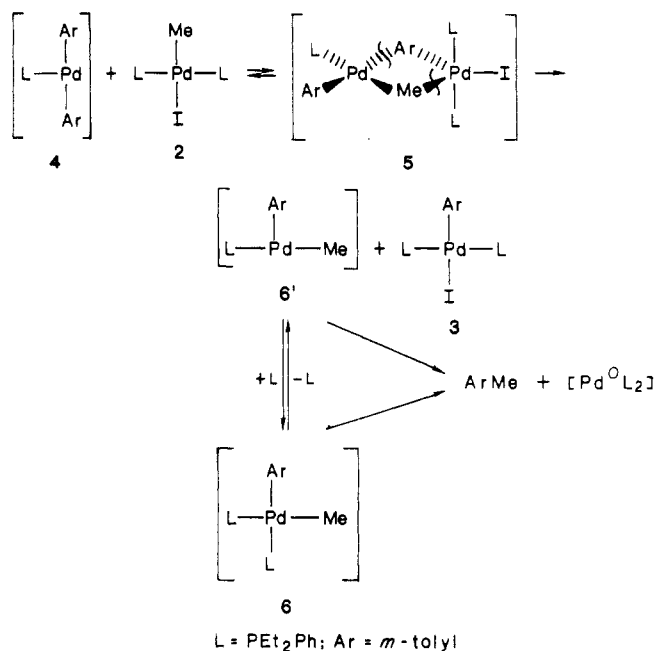 Ar Me L Ar L
L—Pd + L—Pd—L ⇌ Pd Pd—I →
Ar I Ar Me L
4 2 5
Ar Ar
L—Pd—Me + L—Pd—L
6' I
3
+L -L ArMe + [Pd⁰L₂]
Ar
L—Pd—Me
L
6
L = PEt₂Ph; Ar = m-tolyl